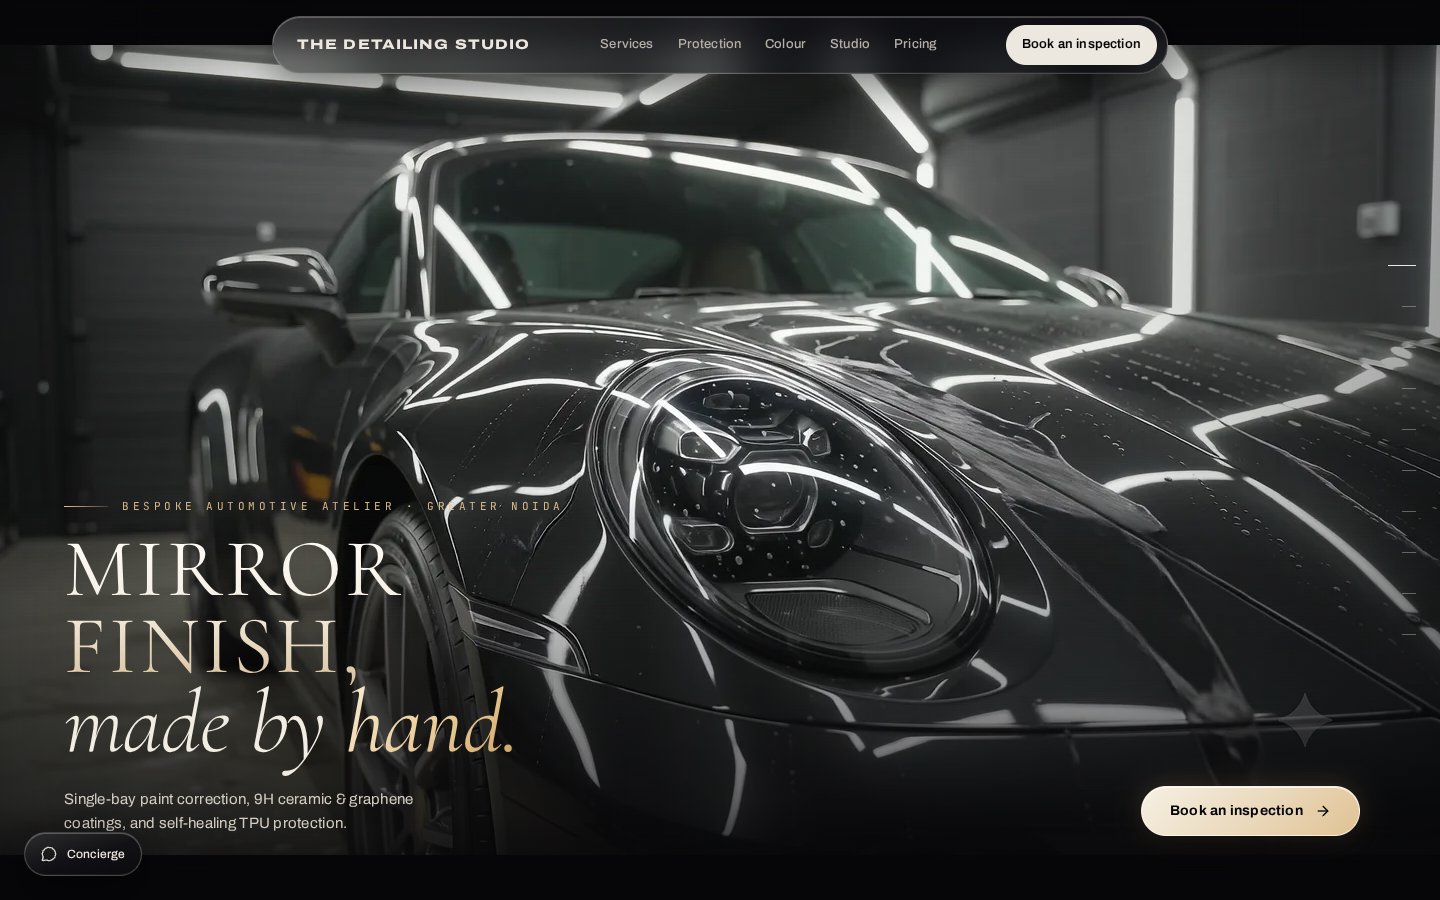 THE DETAILING STUDIO
Services
Protection
Colour
Studio
Pricing
Book an inspection
BESPOKE AUTOMOTIVE ATELIER · GREATER NOIDA
MIRROR
FINISH,
made by hand.
Single-bay paint correction, 9H ceramic & graphene
coatings, and self-healing TPU protection.
Book an inspection
Concierge